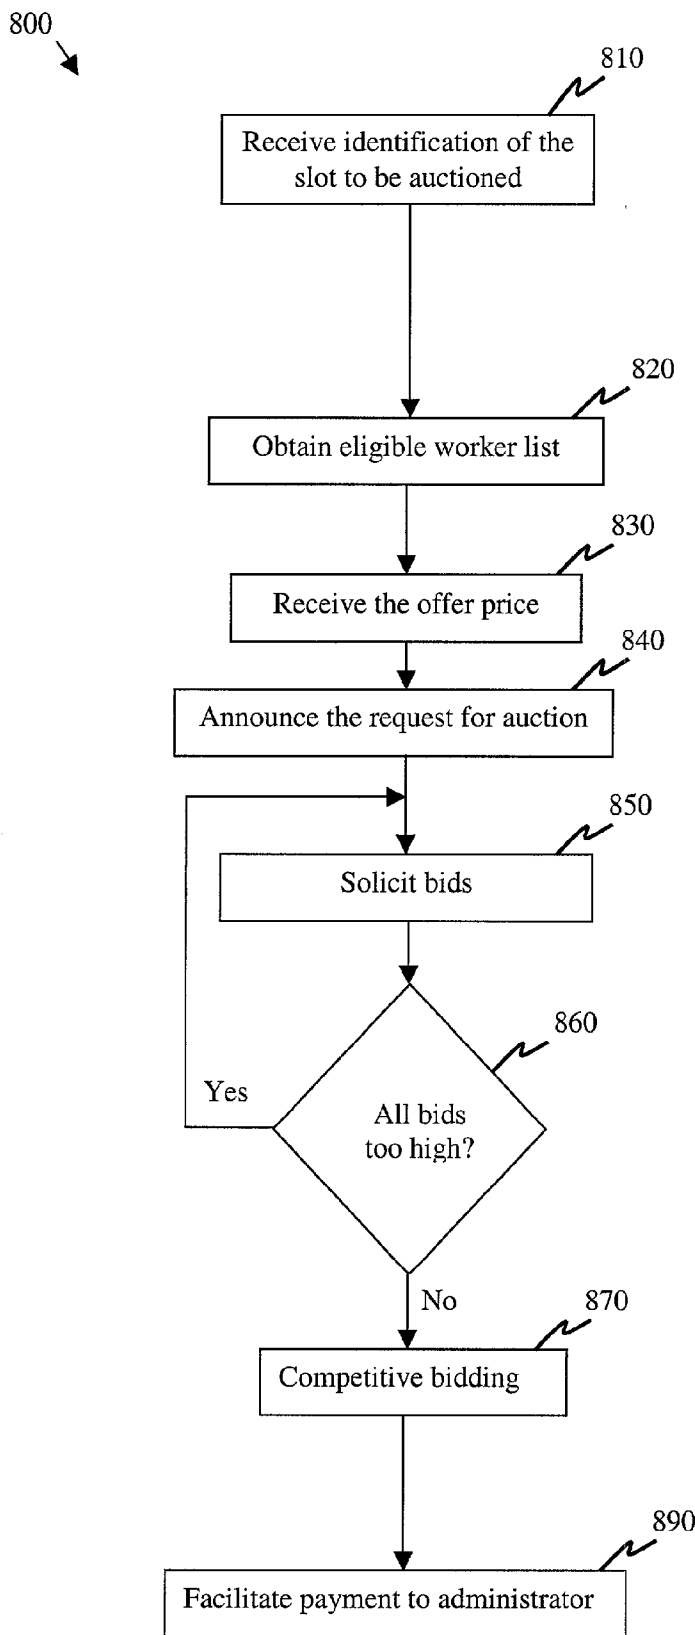 800
810
Receive identification of the
slot to be auctioned
820
Obtain eligible worker list
830
Receive the offer price
840
Announce the request for auction
850
Solicit bids
860
Yes
All bids
too high?
No
870
Competitive bidding
890
Facilitate payment to administrator